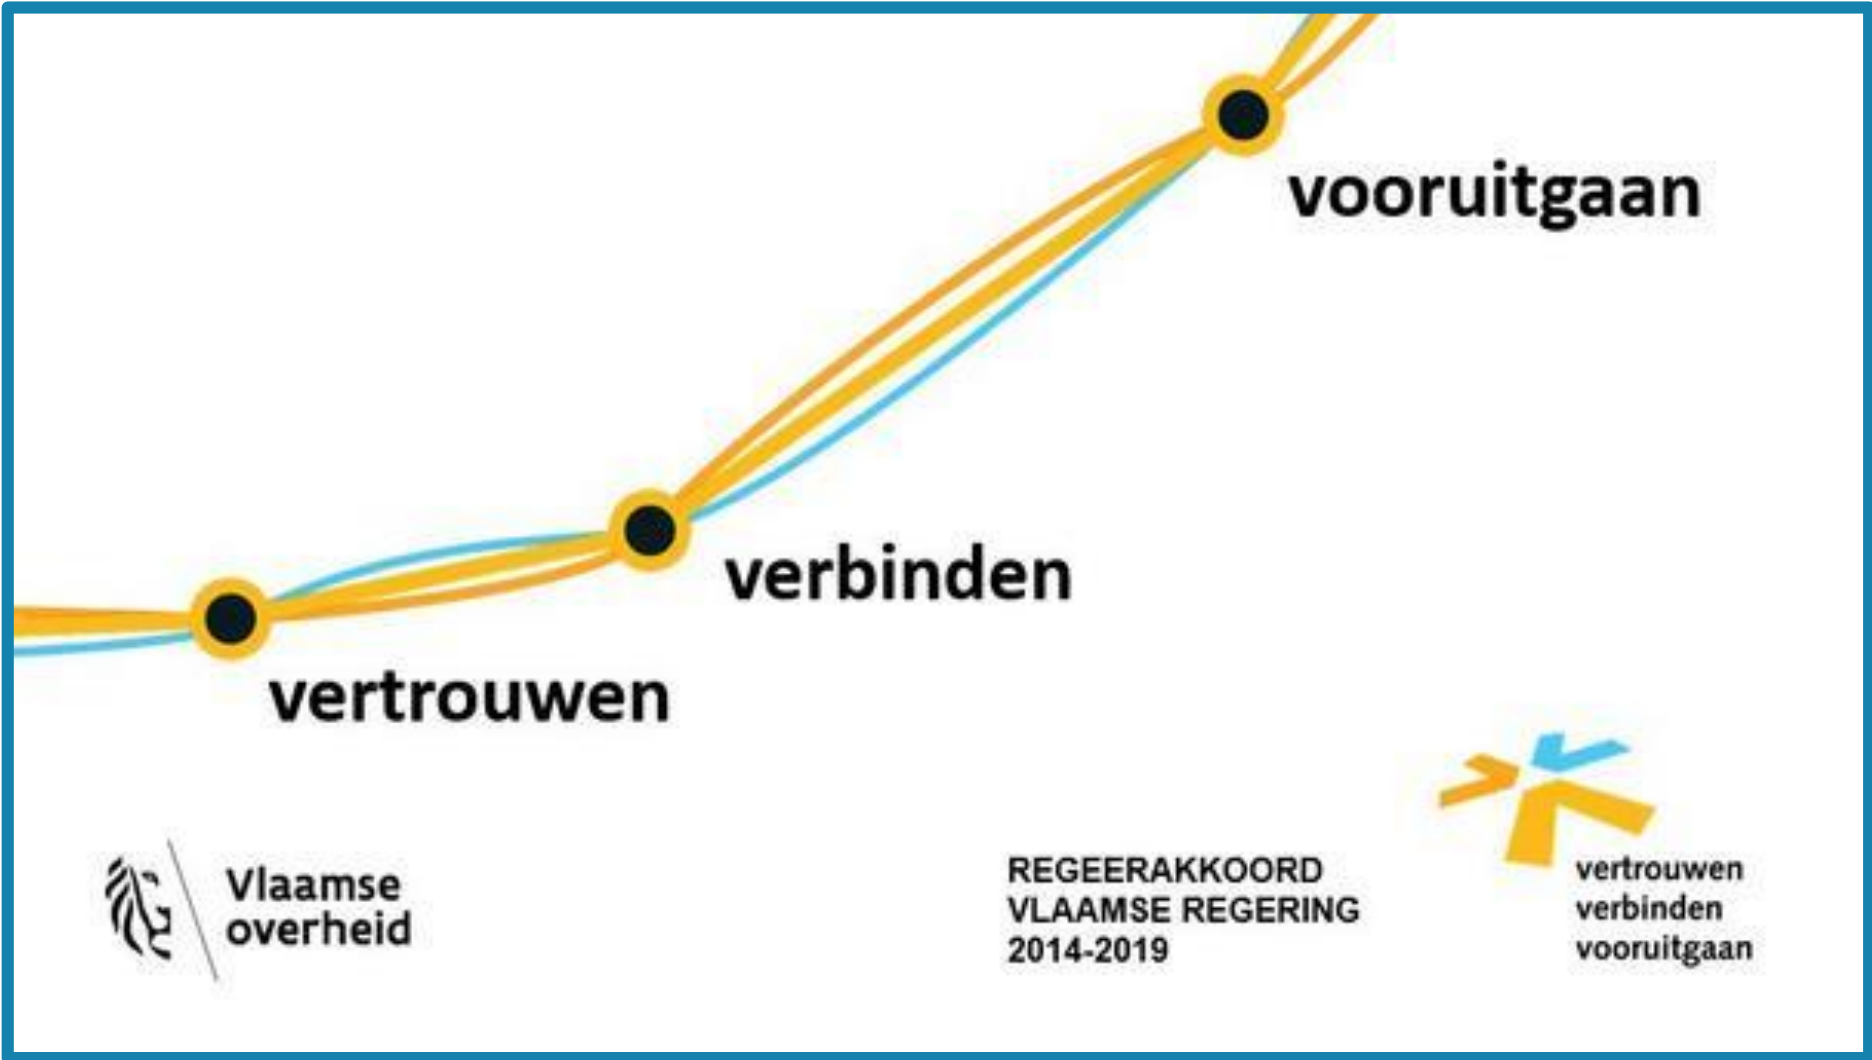 vooruitgaan
verbinden
vertrouwen
Vlaamse
overheid
REGEERAKKOORD
VLAAMSE REGERING
2014-2019
vertrouwen
verbinden
vooruitgaan